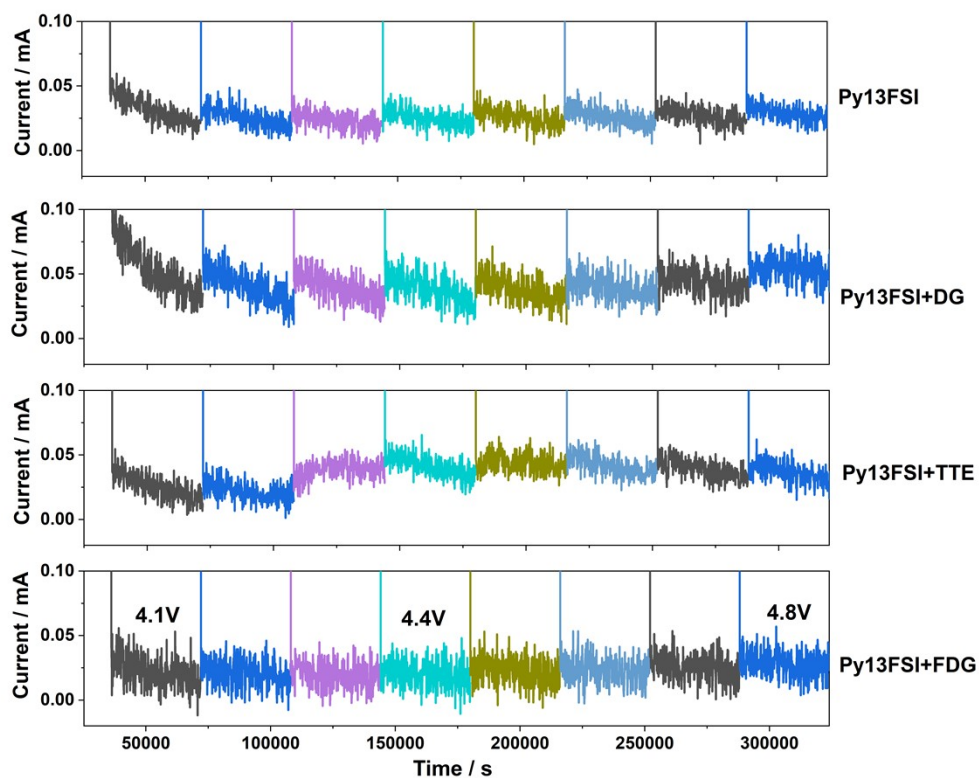 0.10
0.05
0.00
Current / mA
Py13FSI
0.10
0.05
0.00
Current / mA
Py13FSI+DG
0.10
0.05
0.00
Current / mA
Py13FSI+TTE
0.10
0.05
0.00
Current / mA
4.1V
4.4V
4.8V
Py13FSI+FDG
50000 100000 150000 200000 250000 300000
Time / s